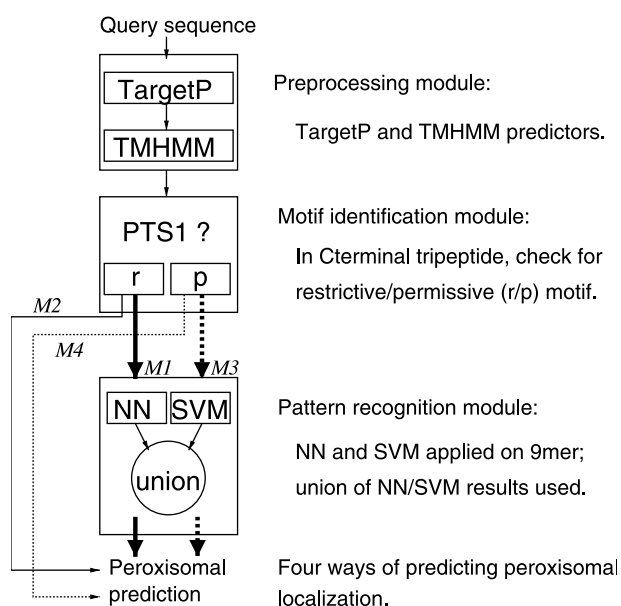 Query sequence
TargetP
TMHMM
Preprocessing module:
TargetP and TMHMM predictors.
PTS1 ?
r
p
Motif identification module:
In Cterminal tripeptide, check for
restrictive/permissive (r/p) motif.
M2
M4
M1
M3
NN
SVM
union
Pattern recognition module:
NN and SVM applied on 9mer;
union of NN/SVM results used.
Peroxisomal
prediction
Four ways of predicting peroxisomal
localization.